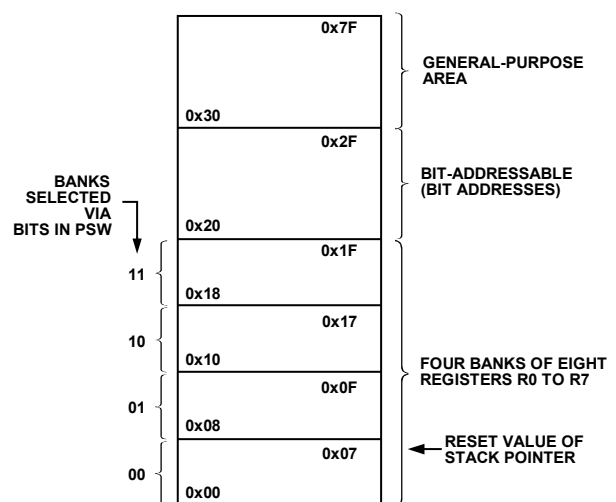 0x7F
GENERAL-PURPOSE
AREA
0x30
0x2F
BANKS
SELECTED
VIA
BITS IN PSW
BIT-ADDRESSABLE
(BIT ADDRESSES)
0x20
0x1F
11
0x18
0x17
10
0x10
FOUR BANKS OF EIGHT
REGISTERS R0 TO R7
0x0F
01
0x08
0x07
RESET VALUE OF
STACK POINTER
00
0x00